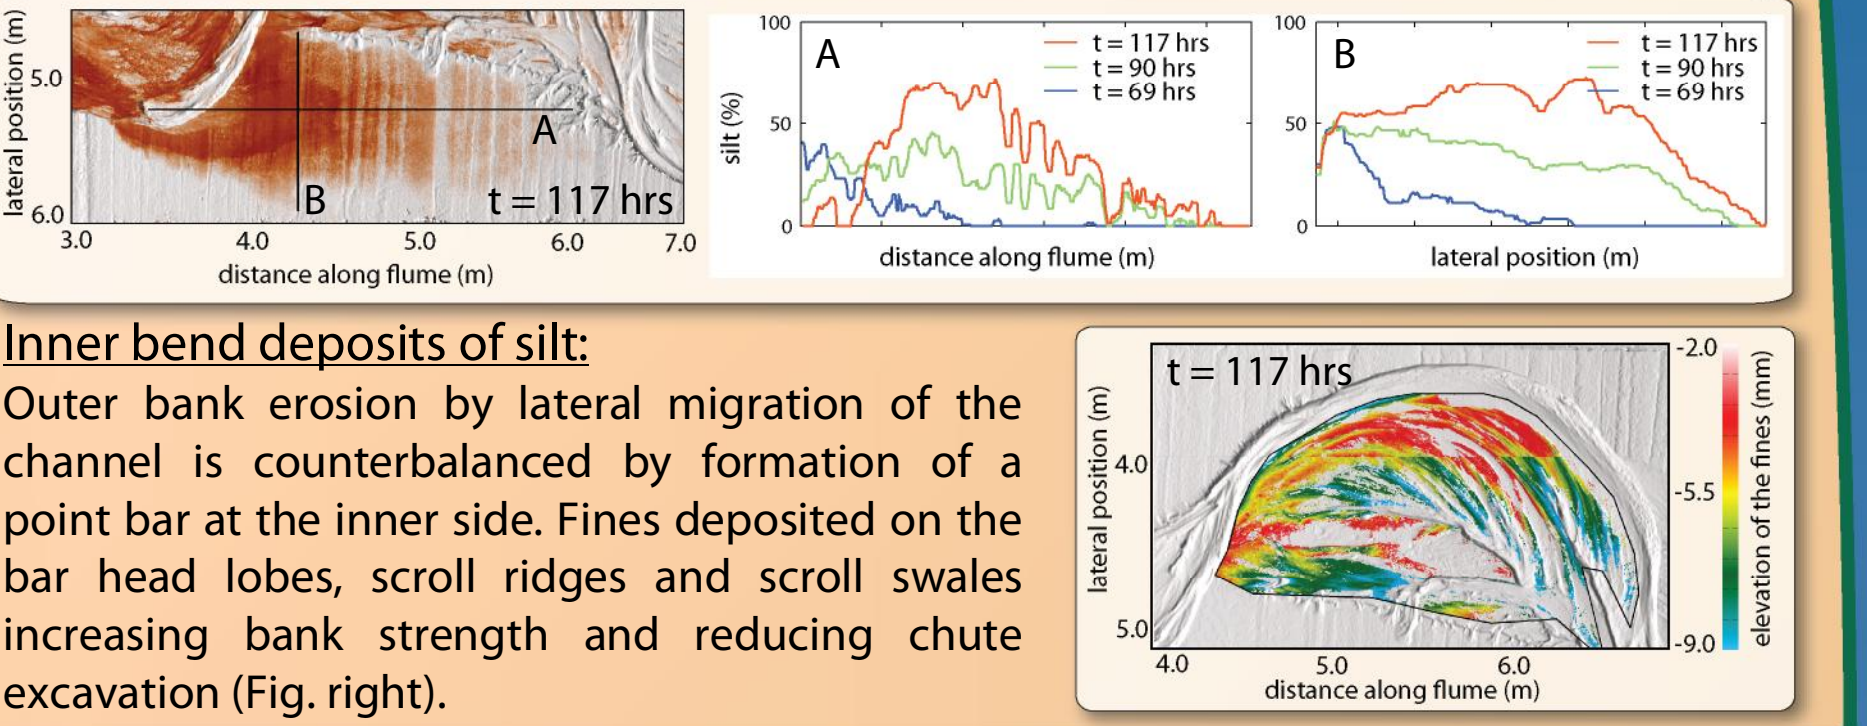 lateral position (m)
5.0
6.0
A
B
t = 117 hrs
3.0 4.0 5.0 6.0 7.0
distance along flume (m)
silt (%)
100
50
0
A
t = 117 hrs
t = 90 hrs
t = 69 hrs
distance along flume (m)
100
50
0
B
t = 117 hrs
t = 90 hrs
t = 69 hrs
lateral position (m)
Inner bend deposits of silt:
Outer bank erosion by lateral migration of the
channel is counterbalanced by formation of a
point bar at the inner side. Fines deposited on the
bar head lobes, scroll ridges and scroll swales
increasing bank strength and reducing chute
excavation (Fig. right).
t = 117 hrs
lateral position (m)
4.0
5.0
4.0 5.0 6.0
distance along flume (m)
-2.0
-5.5
-9.0
elevation of the fines (mm)